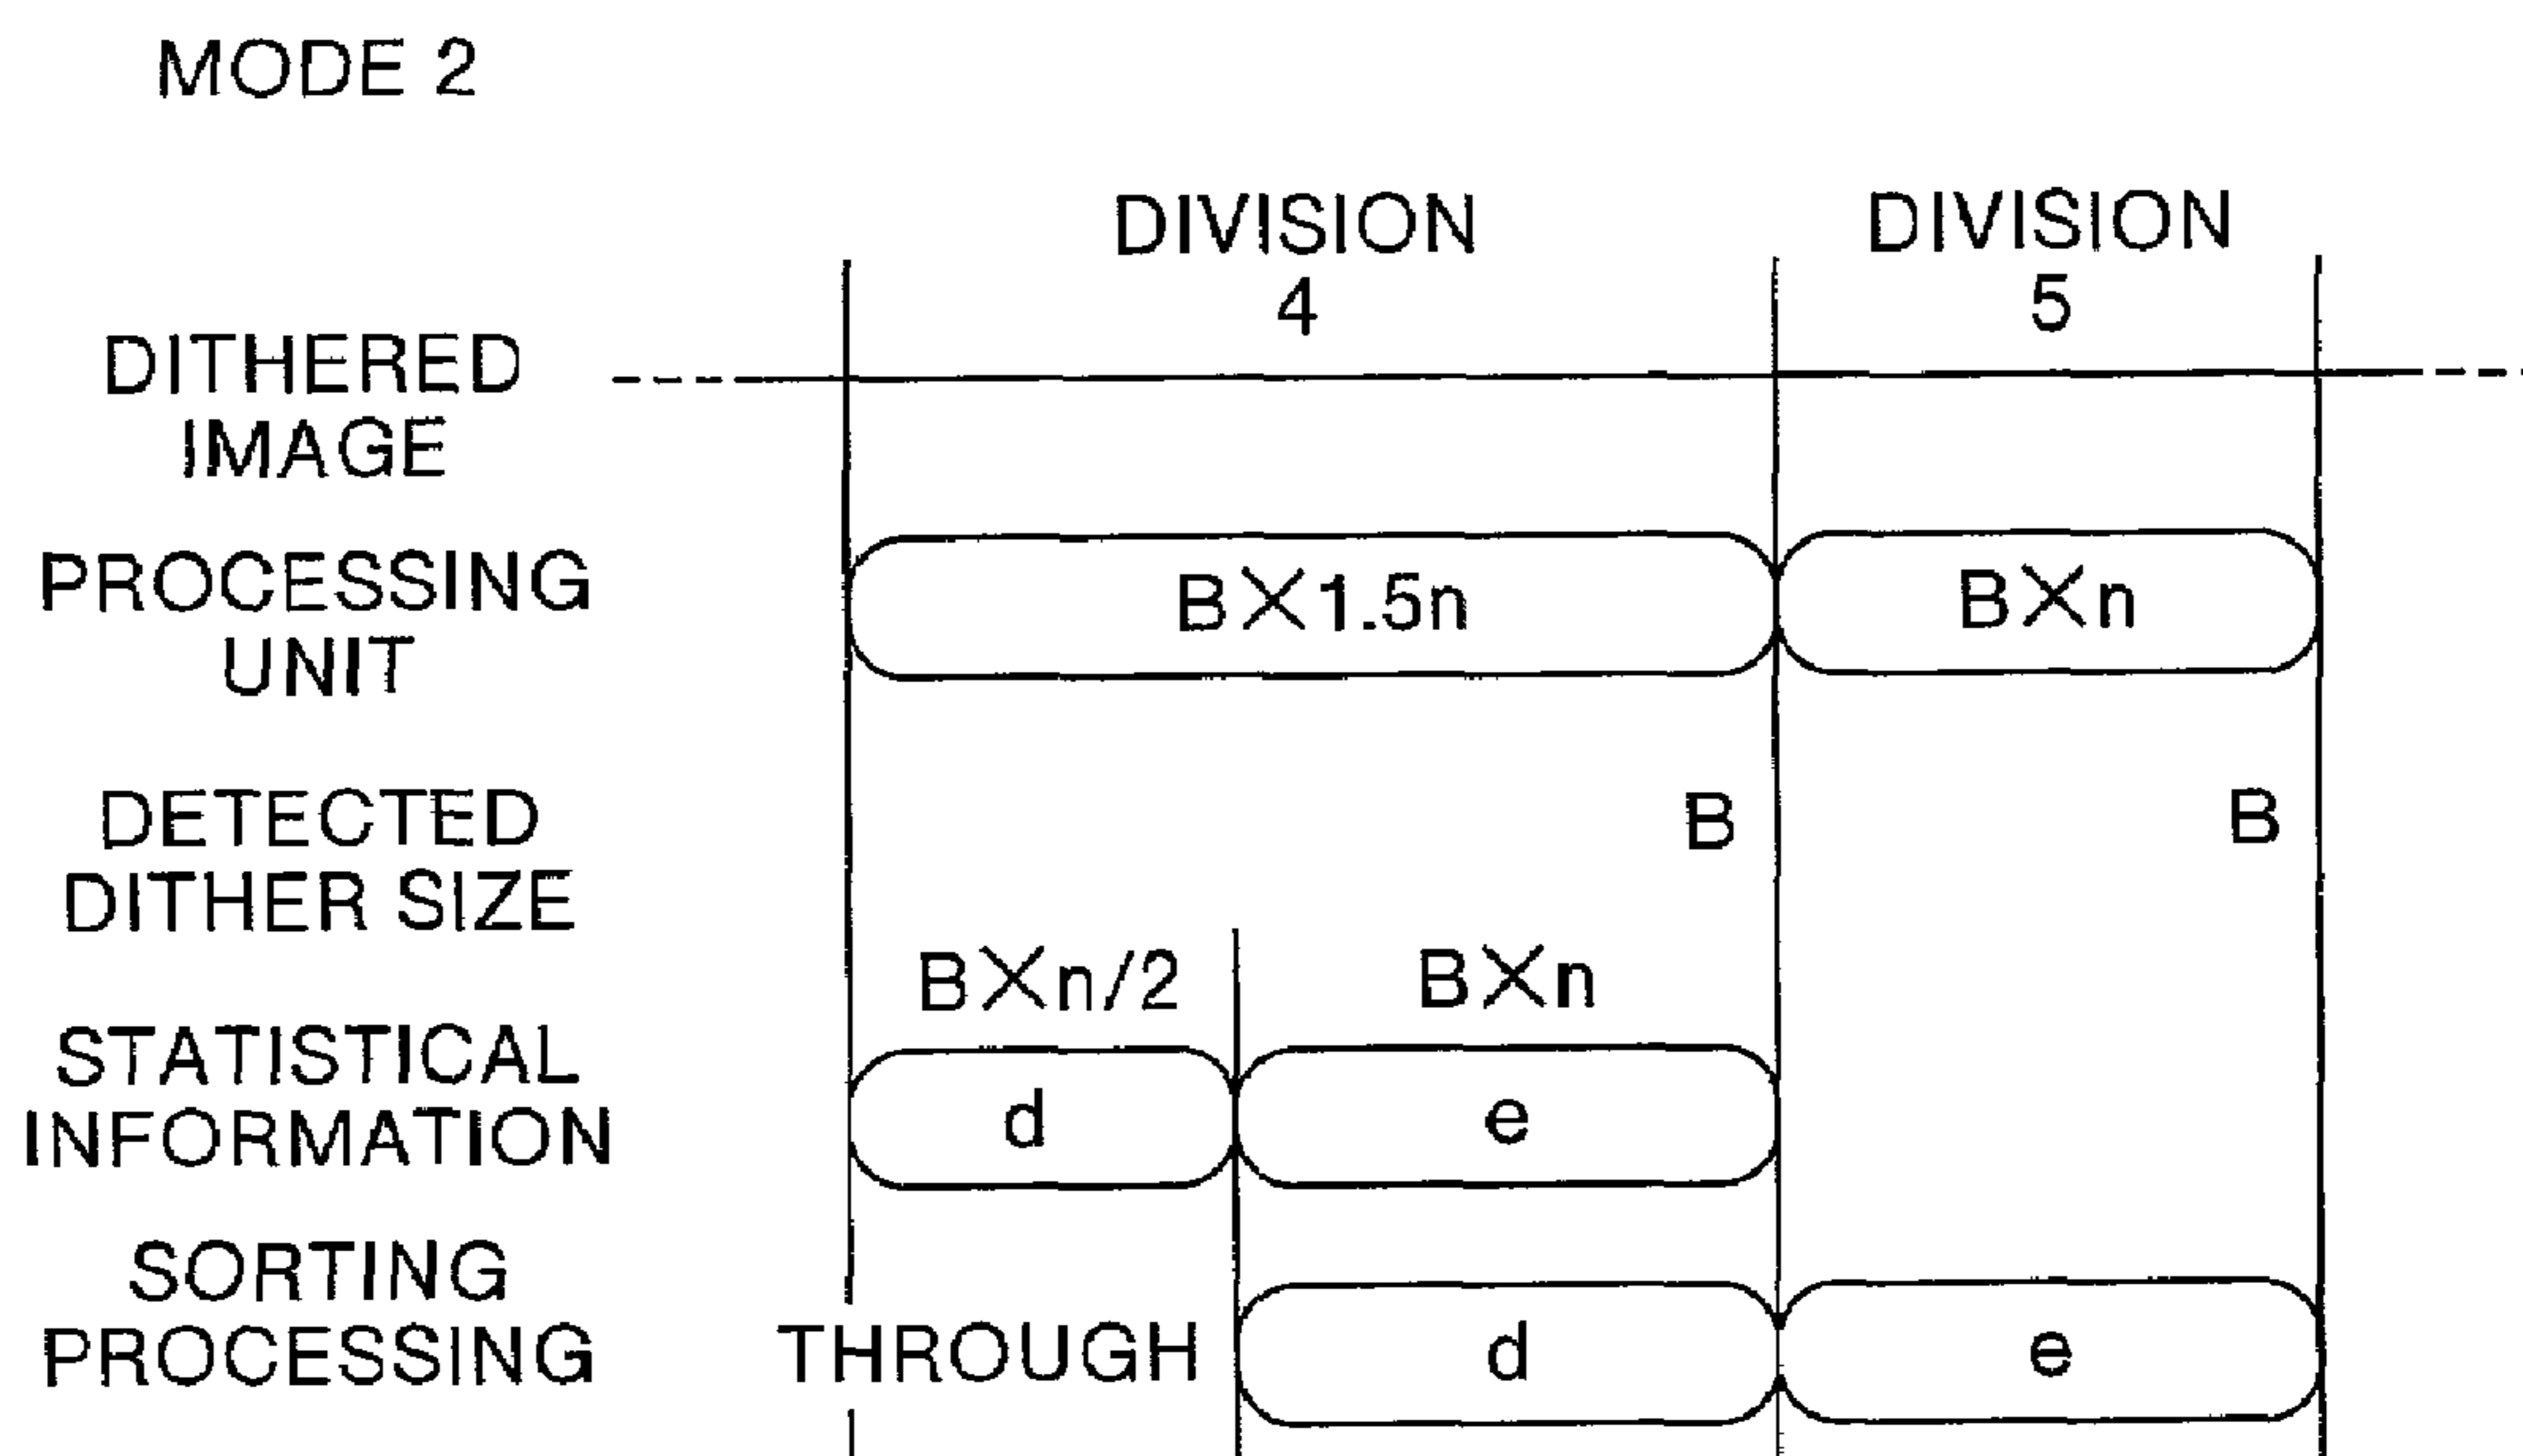 MODE 2
DIVISION DIVISION
4 5
DITHERED
IMAGE
PROCESSING
UNIT
B×1.5n B×n
DETECTED
DITHER SIZE
B B
B×n/2 B×n
STATISTICAL
INFORMATION
d e
SORTING
PROCESSING
THROUGH d e